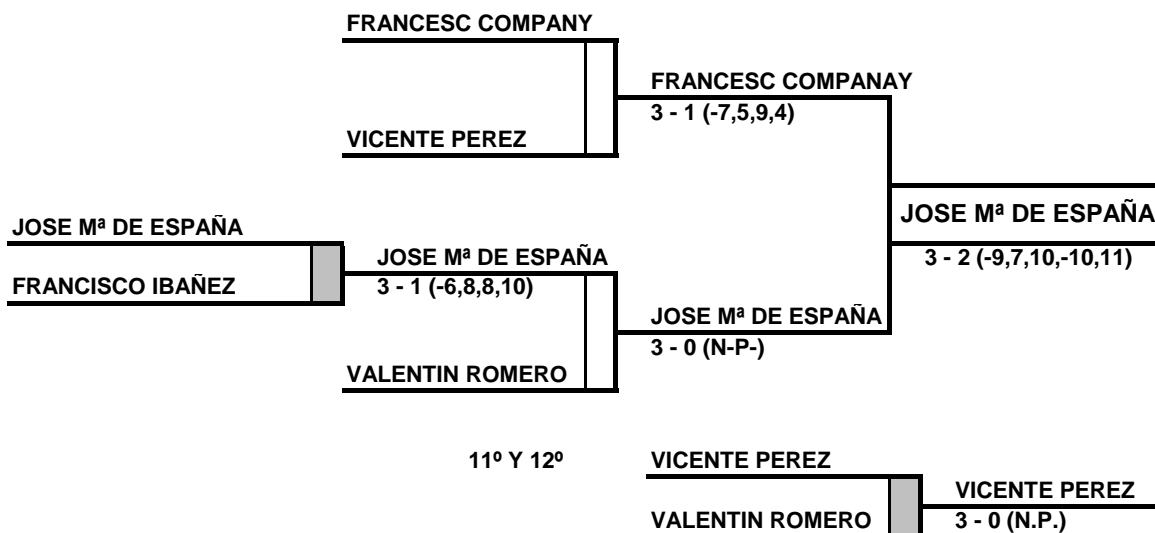 FRANCESC COMPANY
FRANCESC COMPANAY
3 - 1 (-7,5,9,4)
VICENTE PEREZ
JOSE Mª DE ESPAÑA
JOSE Mª DE ESPAÑA
JOSE Mª DE ESPAÑA
3 - 2 (-9,7,10,-10,11)
FRANCISCO IBAÑEZ
3 - 1 (-6,8,8,10)
JOSE Mª DE ESPAÑA
3 - 0 (N-P-)
VALENTIN ROMERO
11º Y 12º
VICENTE PEREZ
VICENTE PEREZ
VALENTIN ROMERO
3 - 0 (N.P.)